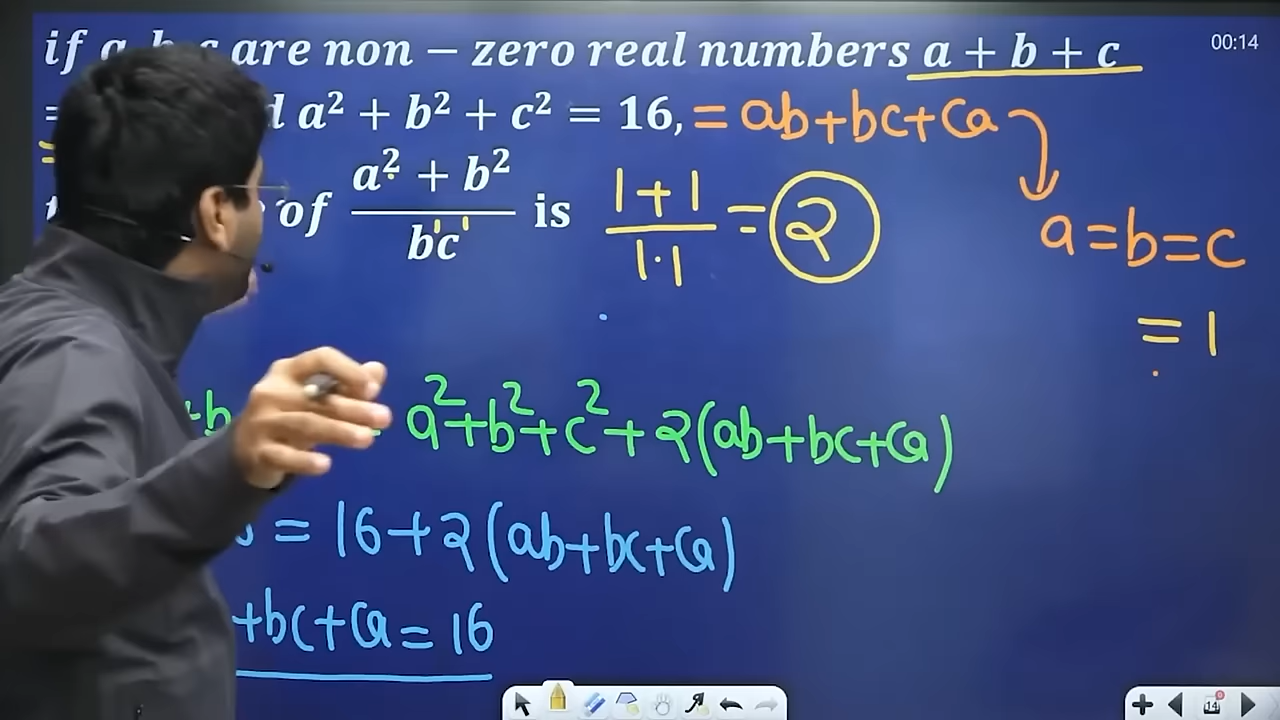 if a, b, c are non − zero real numbers a + b + c
00:14
= d a² + b² + c² = 16, = ab+bc+ca
of (a² + b²)/(bc) is (1+1)/(1·1) = 2
a=b=c
= 1
+b = a²+b²+c²+2(ab+bc+ca)
= 16+2(ab+bc+ca)
+bc+ca=16
14